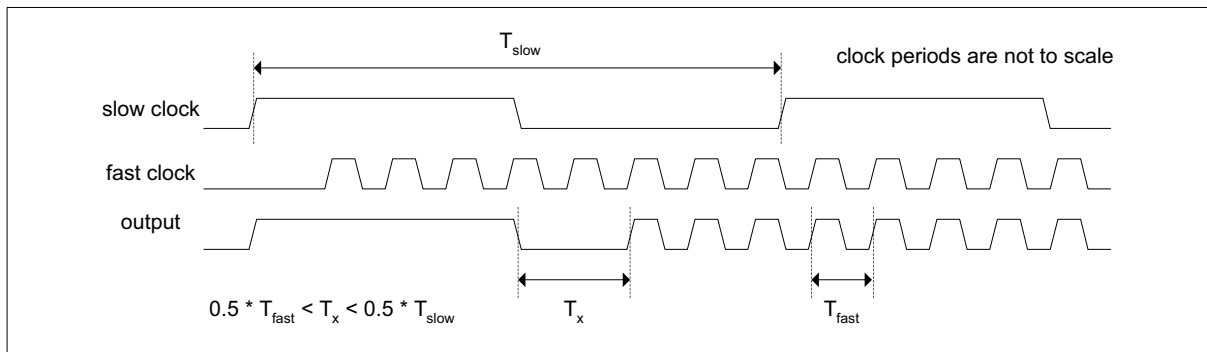 T_slow
clock periods are not to scale
slow clock
fast clock
output
0.5 * T_fast < T_x < 0.5 * T_slow
T_x
T_fast